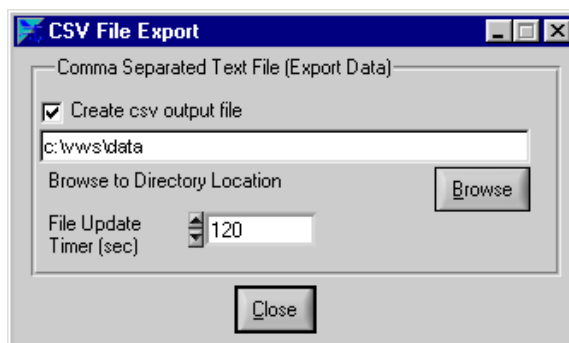 CSV File Export
Comma Separated Text File (Export Data)
Create csv output file
c:\vws\data
Browse to Directory Location
Browse
File Update
Timer (sec)
120
Close